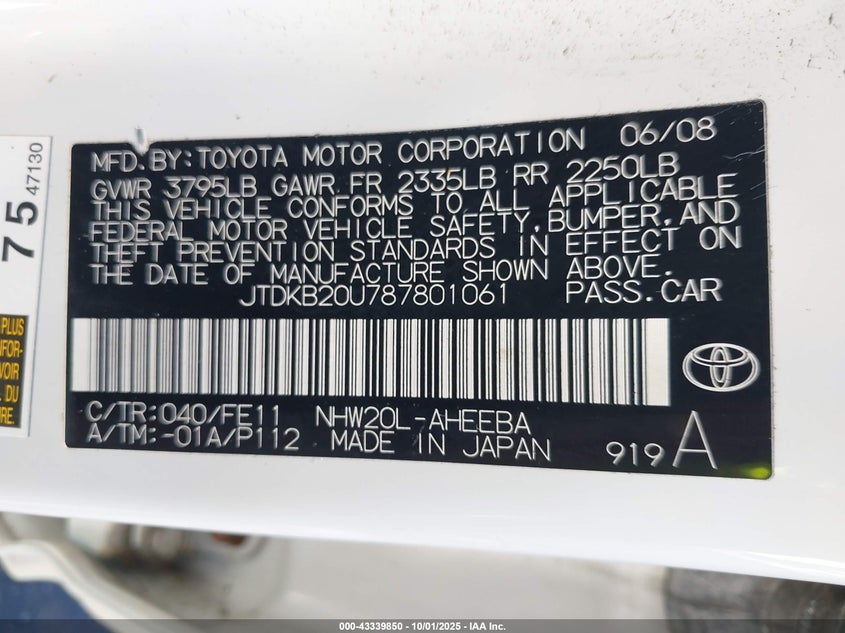 MFD. BY: TOYOTA MOTOR CORPORATION 06/08
GVWR 3795LB GAWR FR 2335LB RR 2250LB
THIS VEHICLE CONFORMS TO ALL APPLICABLE
FEDERAL MOTOR VEHICLE SAFETY, BUMPER, AND
THEFT PREVENTION STANDARDS IN EFFECT ON
THE DATE OF MANUFACTURE SHOWN ABOVE.
JTDKB20U787801061 PASS. CAR
C/TR: 040/FE11 NHW20L-AHEEBA
A/TM: -01A/P112 MADE IN JAPAN 919 A
75
47130
PLUS
VOIR
DU
000-43339850 - 10/01/2025 - IAA Inc.